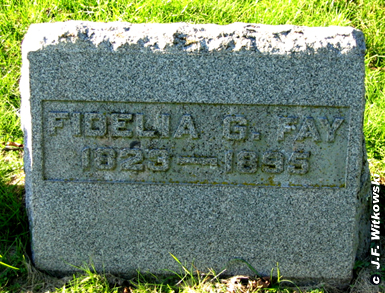 FIDELIA G. FAY
1823–1895
c J.F. Witkowski